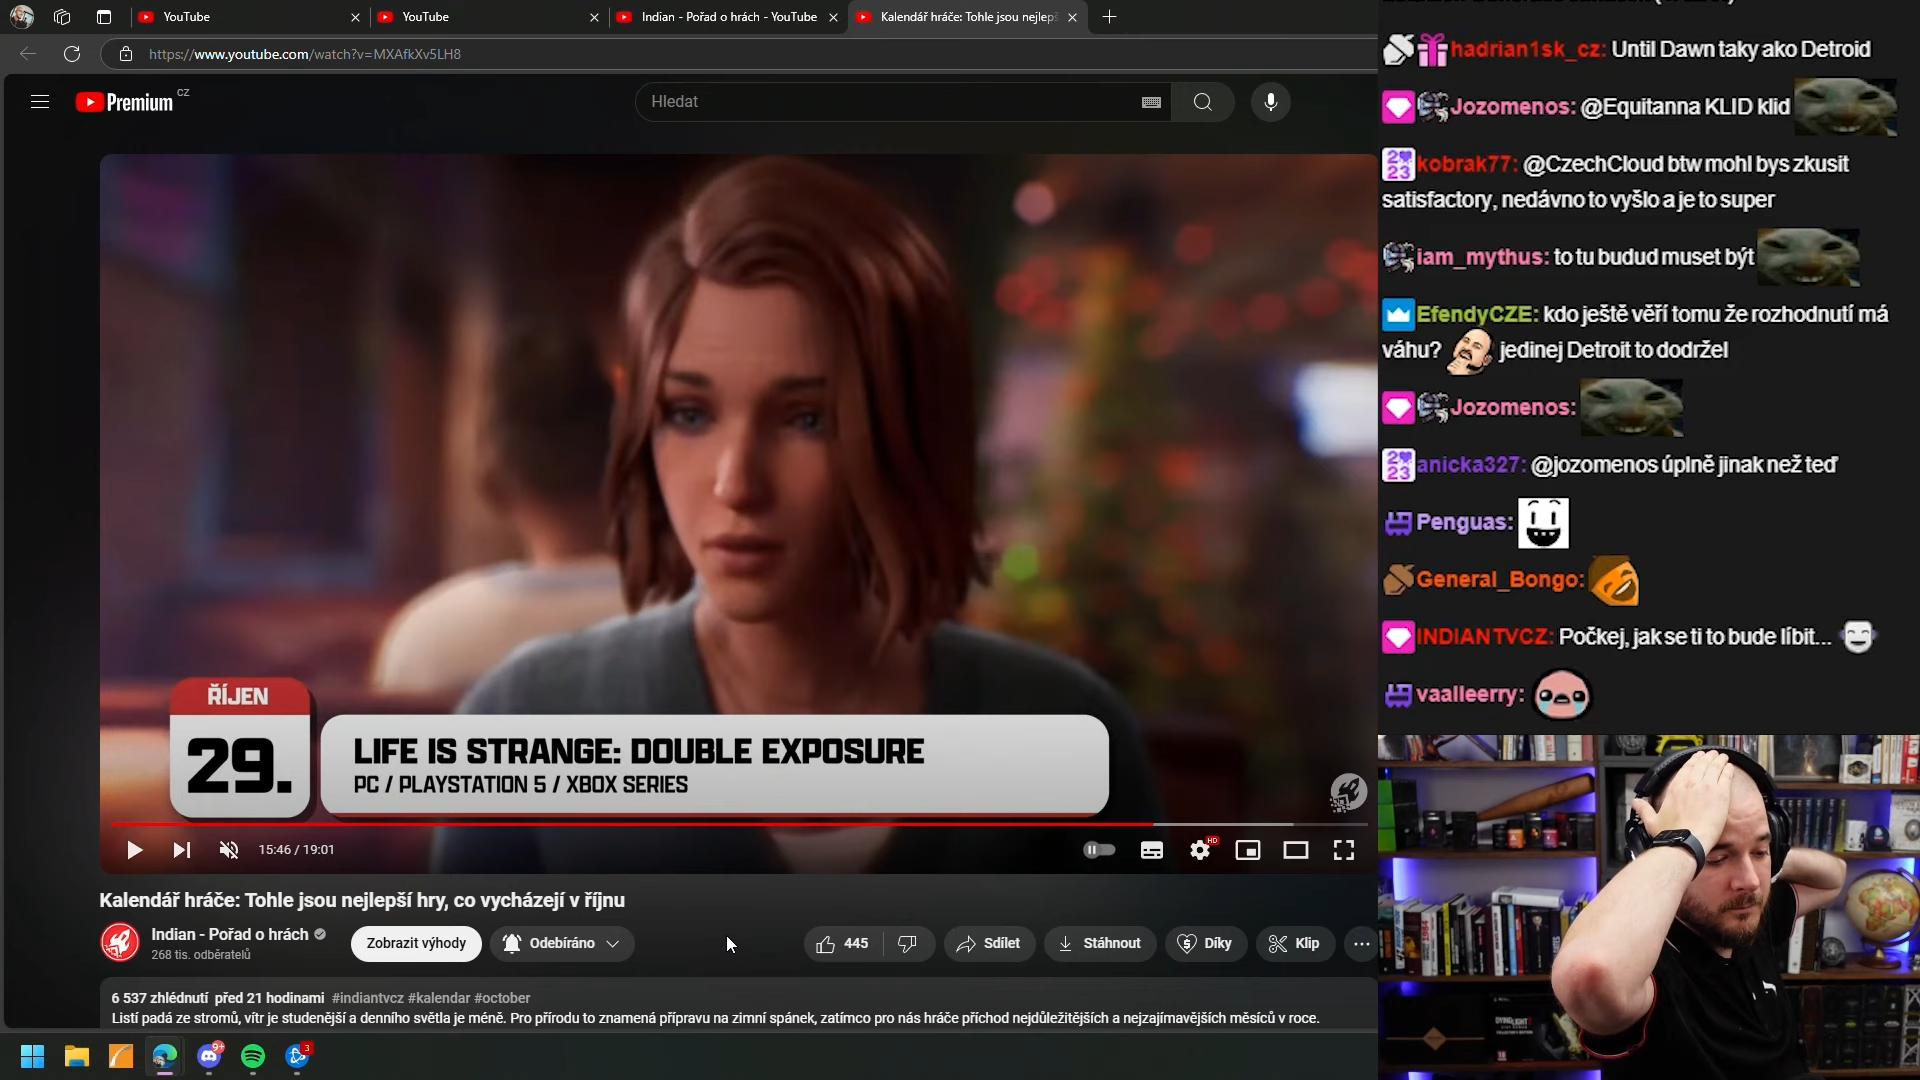 YouTube
YouTube
Indian - Pořad o hrách - YouTube
Kalendář hráče: Tohle jsou nejlepš
https://www.youtube.com/watch?v=MXAfkXv5LH8
Premium CZ
Hledat
ŘÍJEN
29.
LIFE IS STRANGE: DOUBLE EXPOSURE
PC / PLAYSTATION 5 / XBOX SERIES
15:46 / 19:01
HD
Kalendář hráče: Tohle jsou nejlepší hry, co vycházejí v říjnu
Indian - Pořad o hrách
268 tis. odběratelů
Zobrazit výhody
Odebíráno
445
Sdílet
Stáhnout
Díky
Klip
6 537 zhlédnutí před 21 hodinami #indiantvcz #kalendar #october
Listí padá ze stromů, vítr je studenější a denního světla je méně. Pro přírodu to znamená přípravu na zimní spánek, zatímco pro nás hráče příchod nejdůležitějších a nejzajímavějších měsíců v roce.
9+
3
hadrian1sk_cz: Until Dawn taky ako Detroid
Jozomenos: @Equitanna KLID klid
kobrak77: @CzechCloud btw mohl bys zkusit
satisfactory, nedávno to vyšlo a je to super
iam_mythus: to tu budud muset být
EfendyCZE: kdo ještě věří tomu že rozhodnutí má
váhu? jedinej Detroit to dodržel
Jozomenos:
anicka327: @jozomenos úplně jinak než teď
Penguas:
General_Bongo:
INDIANTVCZ: Počkej, jak se ti to bude líbit...
vaalleerry:
DYING LIGHT 2